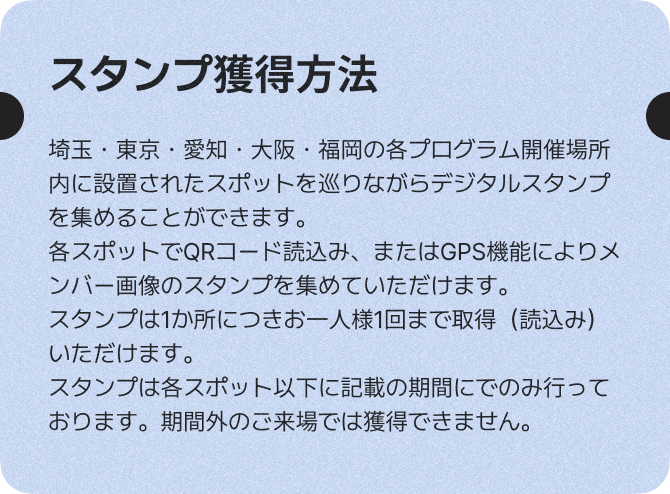 スタンプ獲得方法
埼玉・東京・愛知・大阪・福岡の各プログラム開催場所
内に設置されたスポットを巡りながらデジタルスタンプ
を集めることができます。
各スポットでQRコード読込み、またはGPS機能によりメ
ンバー画像のスタンプを集めていただけます。
スタンプは1か所につきお一人様1回まで取得（読込み）
いただけます。
スタンプは各スポット以下に記載の期間にでのみ行って
おります。期間外のご来場では獲得できません。